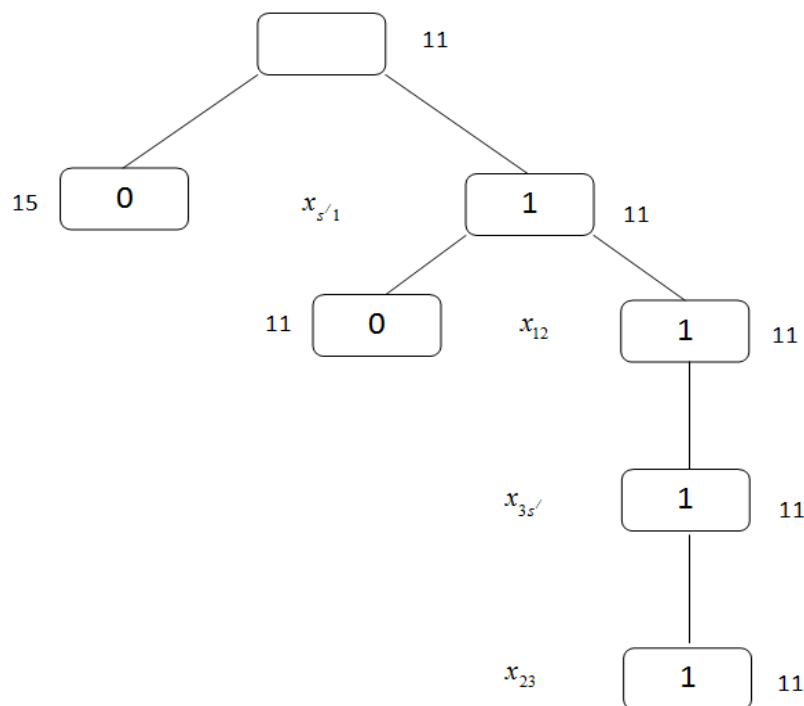 11
15 0 x_{s′1} 1 11
11 0 x_{12} 1 11
x_{3s′} 1 11
x_{23} 1 11